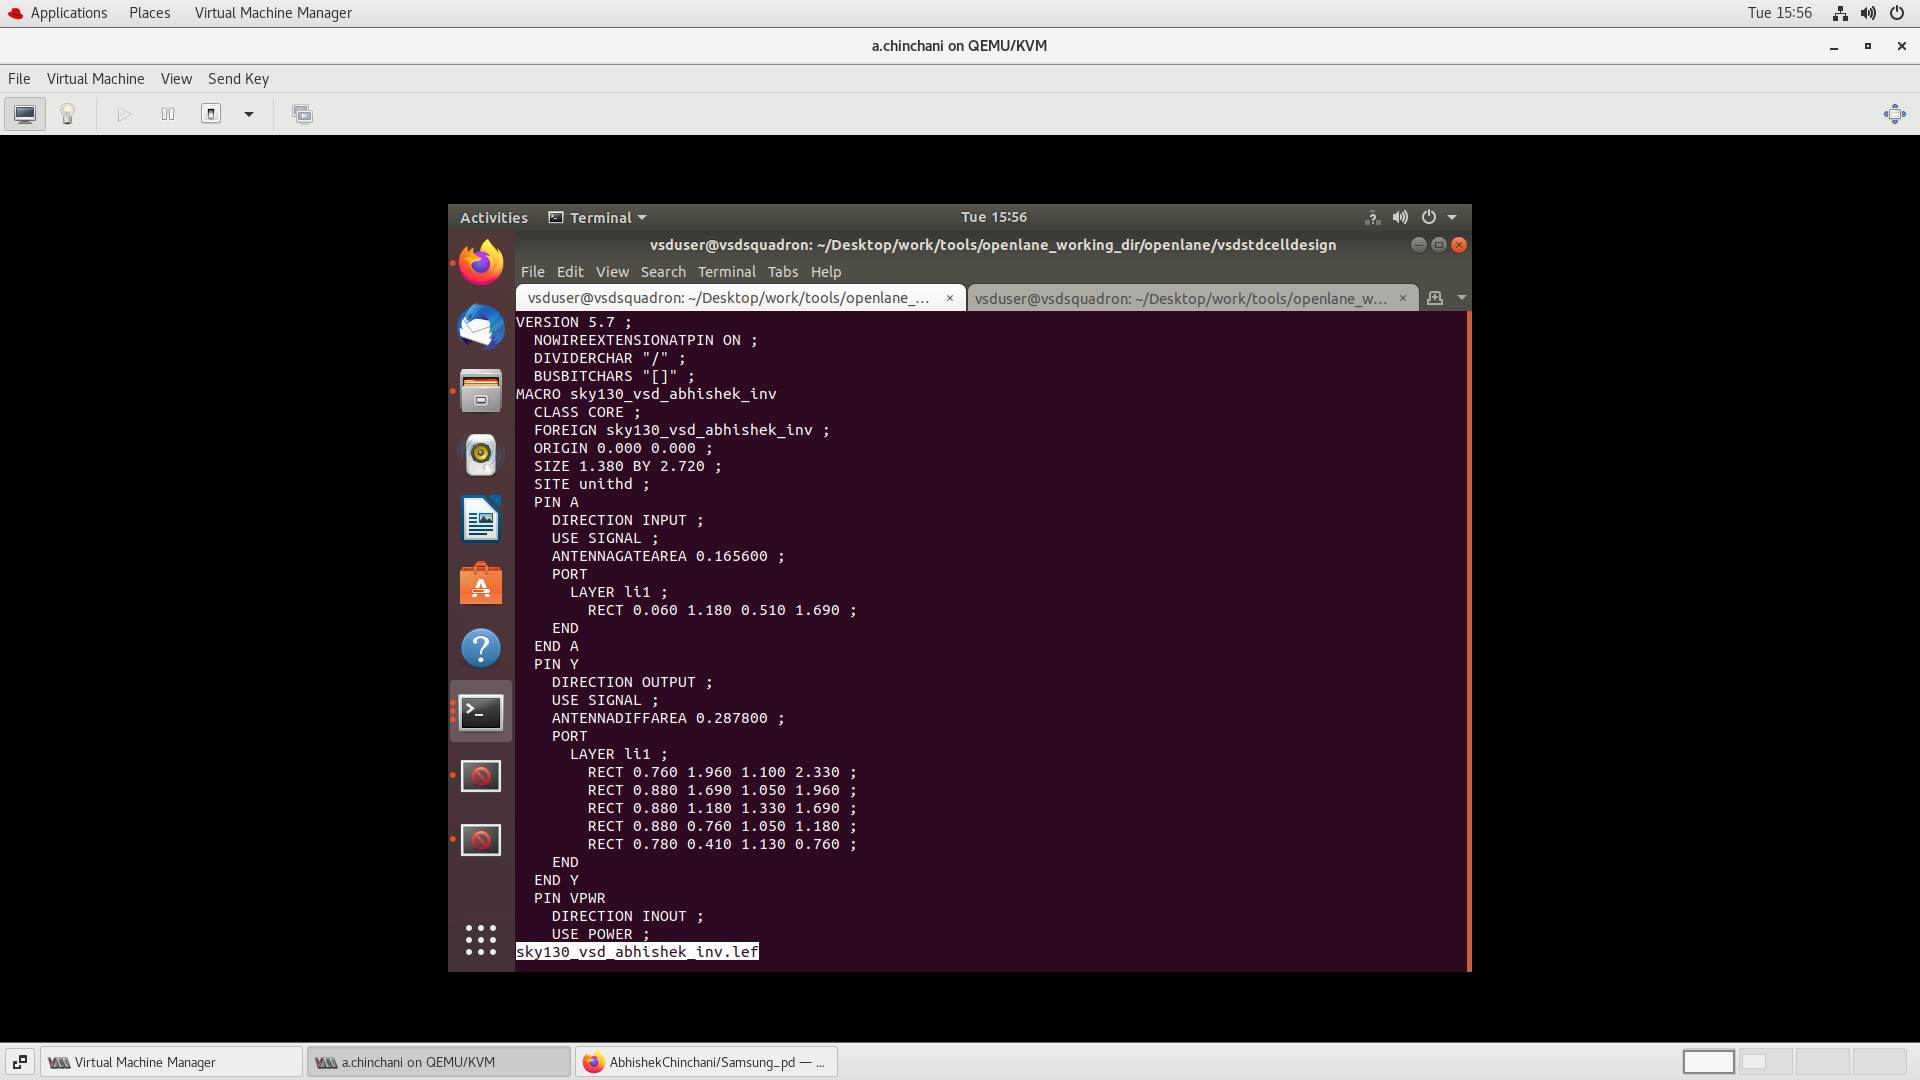 Applications Places Virtual Machine Manager Tue 15:56
a.chinchani on QEMU/KVM
File Virtual Machine View Send Key
Activities Terminal Tue 15:56
vsduser@vsdsquadron: ~/Desktop/work/tools/openlane_working_dir/openlane/vsdstdcelldesign
File Edit View Search Terminal Tabs Help
vsduser@vsdsquadron: ~/Desktop/work/tools/openlane_... × vsduser@vsdsquadron: ~/Desktop/work/tools/openlane_w... ×
VERSION 5.7 ;
NOWIREEXTENSIONATPIN ON ;
DIVIDERCHAR "/" ;
BUSBITCHARS "[]" ;
MACRO sky130_vsd_abhishek_inv
CLASS CORE ;
FOREIGN sky130_vsd_abhishek_inv ;
ORIGIN 0.000 0.000 ;
SIZE 1.380 BY 2.720 ;
SITE unithd ;
PIN A
DIRECTION INPUT ;
USE SIGNAL ;
ANTENNAGATEAREA 0.165600 ;
PORT
LAYER li1 ;
RECT 0.060 1.180 0.510 1.690 ;
END
END A
PIN Y
DIRECTION OUTPUT ;
USE SIGNAL ;
ANTENNADIFFAREA 0.287800 ;
PORT
LAYER li1 ;
RECT 0.760 1.960 1.100 2.330 ;
RECT 0.880 1.690 1.050 1.960 ;
RECT 0.880 1.180 1.330 1.690 ;
RECT 0.880 0.760 1.050 1.180 ;
RECT 0.780 0.410 1.130 0.760 ;
END
END Y
PIN VPWR
DIRECTION INOUT ;
USE POWER ;
sky130_vsd_abhishek_inv.lef
Virtual Machine Manager a.chinchani on QEMU/KVM AbhishekChinchani/Samsung_pd — ...